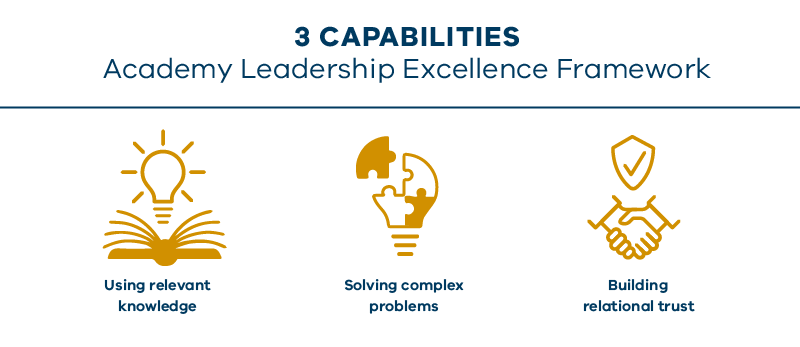 3 CAPABILITIES
Academy Leadership Excellence Framework
Using relevant
knowledge
Solving complex
problems
Building
relational trust